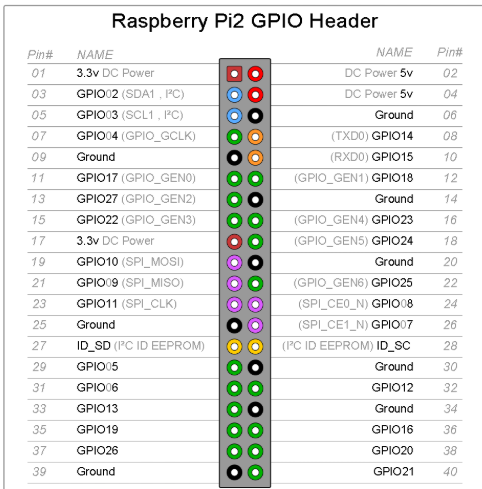 Raspberry Pi2 GPIO Header
Pin# NAME NAME Pin#
01 3.3v DC Power DC Power 5v 02
03 GPIO02 (SDA1 , I²C) DC Power 5v 04
05 GPIO03 (SCL1 , I²C) Ground 06
07 GPIO04 (GPIO_GCLK) (TXD0) GPIO14 08
09 Ground (RXD0) GPIO15 10
11 GPIO17 (GPIO_GEN0) (GPIO_GEN1) GPIO18 12
13 GPIO27 (GPIO_GEN2) Ground 14
15 GPIO22 (GPIO_GEN3) (GPIO_GEN4) GPIO23 16
17 3.3v DC Power (GPIO_GEN5) GPIO24 18
19 GPIO10 (SPI_MOSI) Ground 20
21 GPIO09 (SPI_MISO) (GPIO_GEN6) GPIO25 22
23 GPIO11 (SPI_CLK) (SPI_CE0_N) GPIO08 24
25 Ground (SPI_CE1_N) GPIO07 26
27 ID_SD (I²C ID EEPROM) (I²C ID EEPROM) ID_SC 28
29 GPIO05 Ground 30
31 GPIO06 GPIO12 32
33 GPIO13 Ground 34
35 GPIO19 GPIO16 36
37 GPIO26 GPIO20 38
39 Ground GPIO21 40